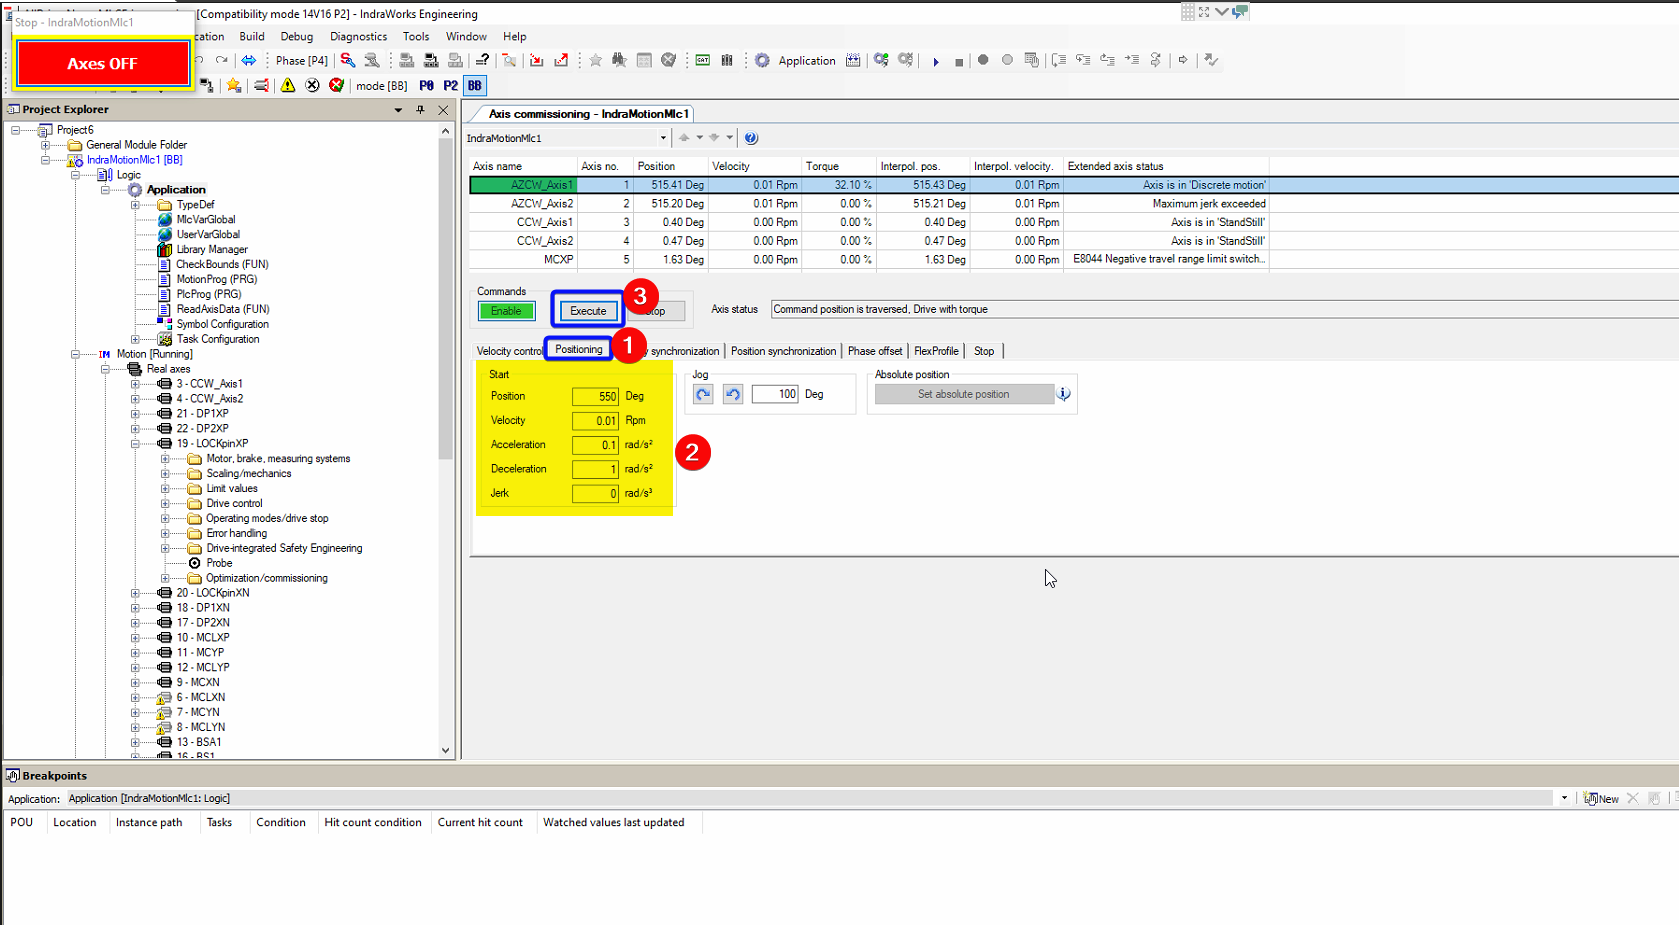 [Compatibility mode 14V16 P2] - IndraWorks Engineering
Stop - IndraMotionMlc1
Axes OFF
Build Debug Diagnostics Tools Window Help
Phase [P4]
Application
mode [BB] P0 P2 BB
Project Explorer
Project6
General Module Folder
IndraMotionMlc1 [BB]
Logic
Application
TypeDef
MlcVarGlobal
UserVarGlobal
Library Manager
CheckBounds (FUN)
MotionProg (PRG)
PlcProg (PRG)
ReadAxisData (FUN)
Symbol Configuration
Task Configuration
Motion [Running]
Real axes
3 - CCW_Axis1
4 - CCW_Axis2
21 - DP1XP
22 - DP2XP
19 - LOCKpinXP
Motor, brake, measuring systems
Scaling/mechanics
Limit values
Drive control
Operating modes/drive stop
Error handling
Drive-integrated Safety Engineering
Probe
Optimization/commissioning
20 - LOCKpinXN
18 - DP1XN
17 - DP2XN
10 - MCLXP
11 - MCYP
12 - MCLYP
9 - MCXN
6 - MCLXN
7 - MCYN
8 - MCLYN
13 - BSA1
16 - BS1
Axis commissioning - IndraMotionMlc1
IndraMotionMlc1
Axis name Axis no. Position Velocity Torque Interpol. pos. Interpol. velocity. Extended axis status
AZCW_Axis1 1 515.41 Deg 0.01 Rpm 32.10 % 515.43 Deg 0.01 Rpm Axis is in 'Discrete motion'
AZCW_Axis2 2 515.20 Deg 0.01 Rpm 0.00 % 515.21 Deg 0.01 Rpm Maximum jerk exceeded
CCW_Axis1 3 0.40 Deg 0.00 Rpm 0.00 % 0.40 Deg 0.00 Rpm Axis is in 'StandStill'
CCW_Axis2 4 0.47 Deg 0.00 Rpm 0.00 % 0.47 Deg 0.00 Rpm Axis is in 'StandStill'
MCXP 5 1.63 Deg 0.00 Rpm 0.00 % 1.63 Deg 0.00 Rpm E8044 Negative travel range limit switch...
Commands
Enable Execute 3 Axis status Command position is traversed, Drive with torque
Velocity control Positioning 1 synchronization Position synchronization Phase offset FlexProfile Stop
Start
Position 550 Deg
Velocity 0.01 Rpm
Acceleration 0.1 rad/s²
Deceleration 1 rad/s²
Jerk 0 rad/s³
2
Jog
100 Deg
Absolute position
Set absolute position
Breakpoints
Application: Application [IndraMotionMlc1: Logic] New
POU Location Instance path Tasks Condition Hit count condition Current hit count Watched values last updated